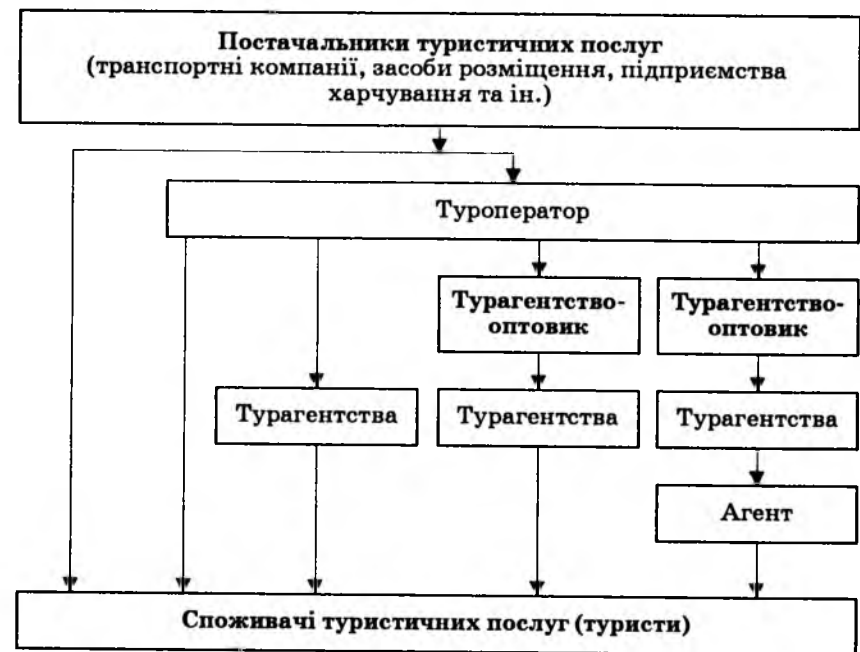 Постачальники туристичних послуг
(транспортні компанії, засоби розміщення, підприємства
харчування та ін.)
Туроператор
Турагентство-
оптовик
Турагентство-
оптовик
Турагентства
Турагентства
Турагентства
Агент
Споживачі туристичних послуг (туристи)